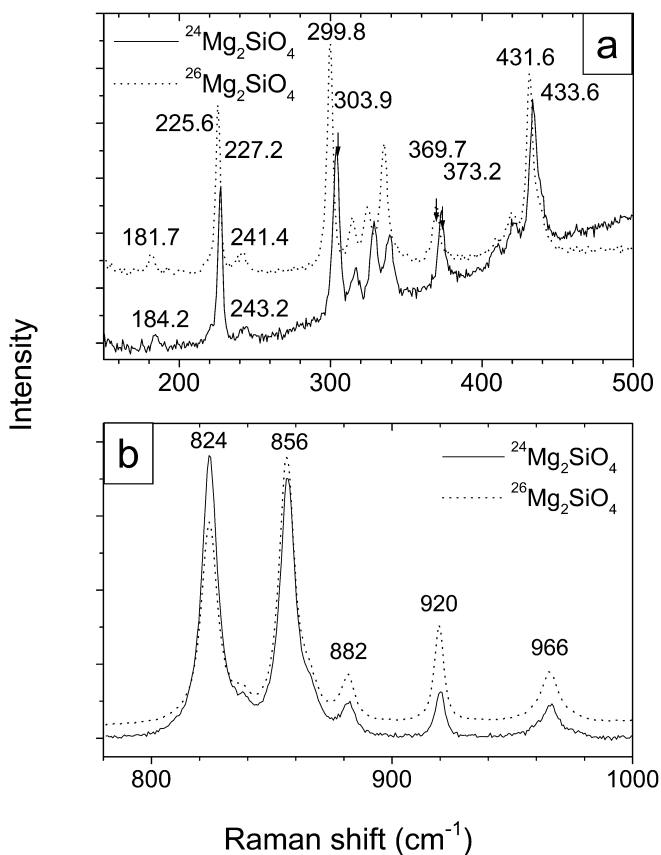 Intensity
a
²⁴Mg₂SiO₄
²⁶Mg₂SiO₄
299.8
431.6
303.9
433.6
225.6
227.2
369.7
373.2
181.7
241.4
184.2
243.2
200 300 400 500
b
824
856
²⁴Mg₂SiO₄
²⁶Mg₂SiO₄
920
882
966
800 900 1000
Raman shift (cm⁻¹)